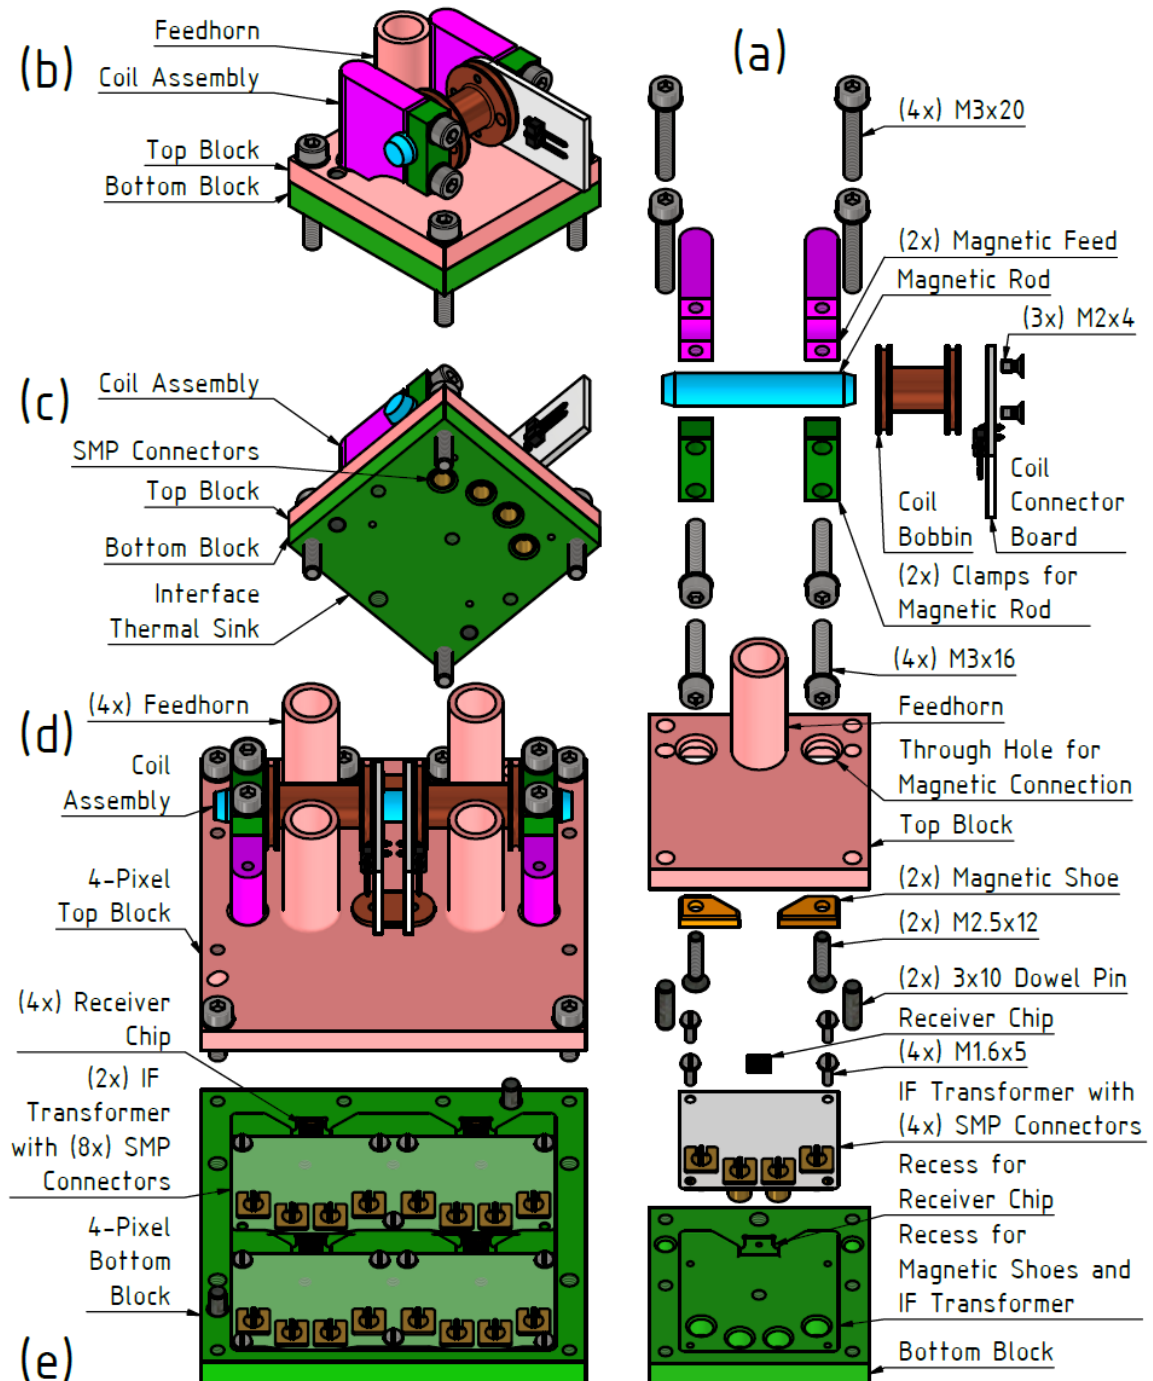 (b)
Feedhorn
Coil Assembly
Top Block
Bottom Block
(c)
Coil Assembly
SMP Connectors
Top Block
Bottom Block
Interface
Thermal Sink
(d)
(4x) Feedhorn
Coil
Assembly
4-Pixel
Top Block
(4x) Receiver
Chip
(2x) IF
Transformer
with (8x) SMP
Connectors
4-Pixel
Bottom
Block
(e)
(a)
(4x) M3x20
(2x) Magnetic Feed
Magnetic Rod
(3x) M2x4
Coil
Bobbin
Coil
Connector
Board
(2x) Clamps for
Magnetic Rod
(4x) M3x16
Feedhorn
Through Hole for
Magnetic Connection
Top Block
(2x) Magnetic Shoe
(2x) M2.5x12
(2x) 3x10 Dowel Pin
Receiver Chip
(4x) M1.6x5
IF Transformer with
(4x) SMP Connectors
Recess for
Receiver Chip
Recess for
Magnetic Shoes and
IF Transformer
Bottom Block